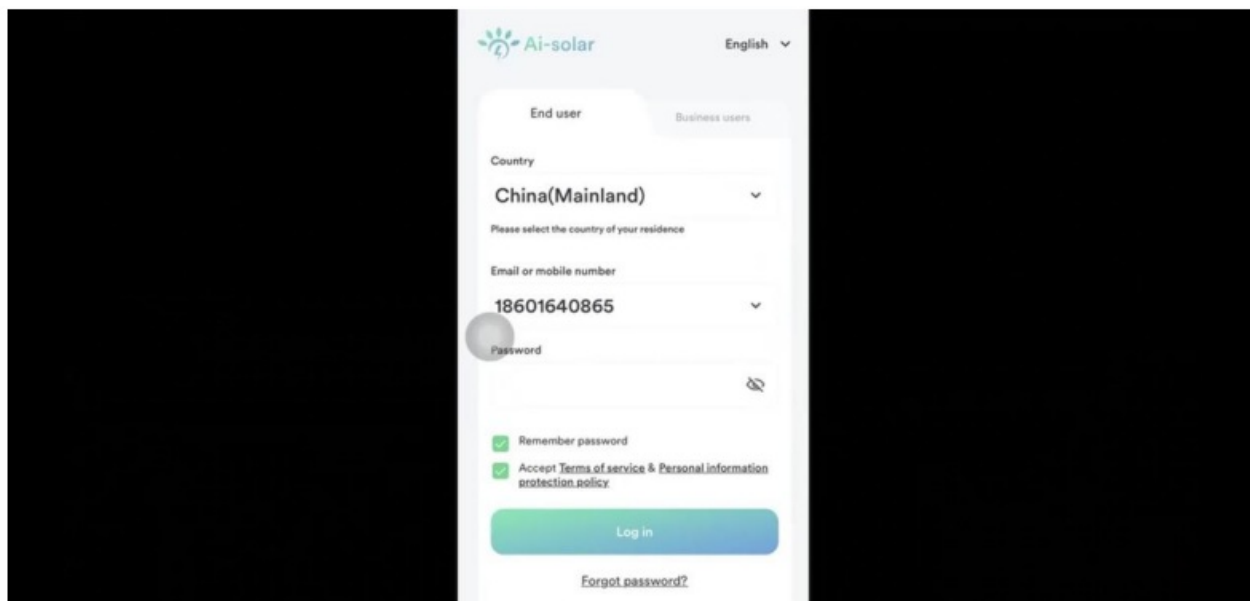 Ai-solar
English
End user
Business users
Country
China(Mainland)
Please select the country of your residence
Email or mobile number
18601640865
Password
Remember password
Accept Terms of service & Personal information
protection policy
Log in
Forgot password?